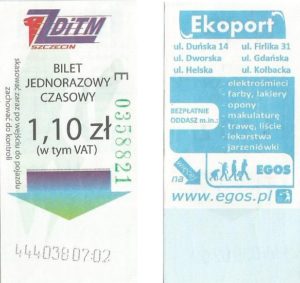 ZDiTM
SZCZECIN
skasować zaraz po wejściu do pojazdu
zachować do kontroli
BILET
JEDNORAZOWY
CZASOWY
1,10 zł
(w tym VAT)
E 0358821
444038 07 02
Ekoport
ul. Duńska 14 ul. Firlika 31
ul. Dworska ul. Gdańska
ul. Helska ul. Kołbacka
BEZPŁATNIE
ODDASZ m.in.:
- elektrośmieci
- farby, lakiery
- opony
- makulaturę
- trawę, liście
- lekarstwa
jarzeniówki
na
EGOS
www.egos.pl